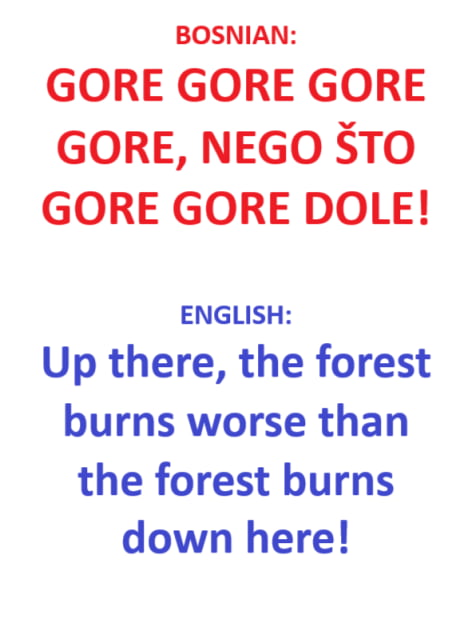 BOSNIAN:
GORE GORE GORE
GORE, NEGO ŠTO
GORE GORE DOLE!
ENGLISH:
Up there, the forest
burns worse than
the forest burns
down here!